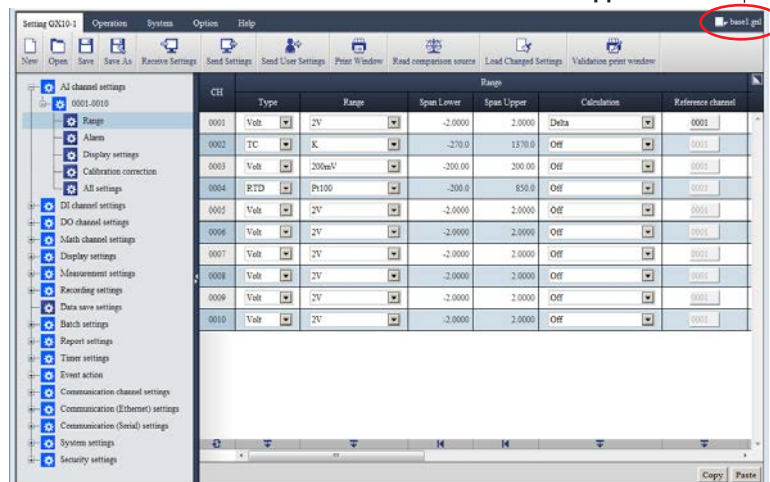 Setting GX10-1 Operation System Option Help base1.gnl
New Open Save Save As Receive Settings Send Settings Send User Settings Print Window Read comparison source Load Changed Settings Validation print window
AI channel settings
0001-0010
Range
Alarm
Display settings
Calibration correction
All settings
DI channel settings
DO channel settings
Math channel settings
Display settings
Measurement settings
Recording settings
Data save settings
Batch settings
Report settings
Timer settings
Event action
Communication channel settings
Communication (Ethernet) settings
Communication (Serial) settings
System settings
Security settings
CH Range
Type Range Span Lower Span Upper Calculation Reference channel
0001 Volt 2V -2.0000 2.0000 Delta 0001
0002 TC K -270.0 1370.0 Off 0001
0003 Volt 200mV -200.00 200.00 Off 0001
0004 RTD Pt100 -200.0 850.0 Off 0001
0005 Volt 2V -2.0000 2.0000 Off 0001
0006 Volt 2V -2.0000 2.0000 Off 0001
0007 Volt 2V -2.0000 2.0000 Off 0001
0008 Volt 2V -2.0000 2.0000 Off 0001
0009 Volt 2V -2.0000 2.0000 Off 0001
0010 Volt 2V -2.0000 2.0000 Off 0001
Copy Paste